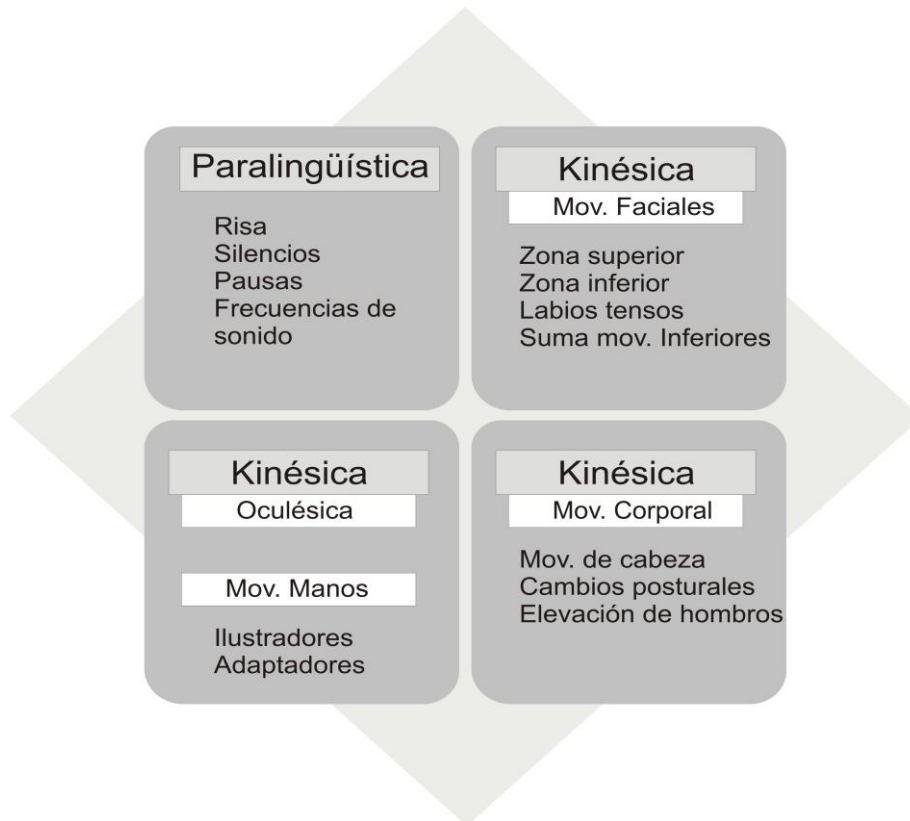 Paralingüística
Risa
Silencios
Pausas
Frecuencias de
sonido
Kinésica
Mov. Faciales
Zona superior
Zona inferior
Labios tensos
Suma mov. Inferiores
Kinésica
Oculésica
Mov. Manos
Ilustradores
Adaptadores
Kinésica
Mov. Corporal
Mov. de cabeza
Cambios posturales
Elevación de hombros